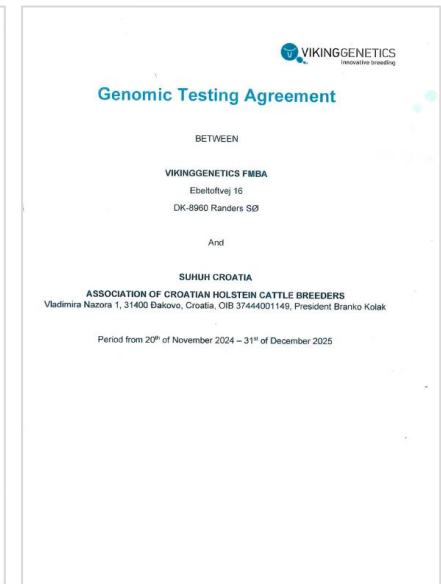 VIKINGGENETICS
Innovative breeding
Genomic Testing Agreement
BETWEEN
VIKINGGENETICS FMBA
Ebeltoftvej 16
DK-8960 Randers SØ
And
SUHUH CROATIA
ASSOCIATION OF CROATIAN HOLSTEIN CATTLE BREEDERS
Vladimira Nazora 1, 31400 Đakovo, Croatia, OIB 37444001149, President Branko Kolak
Period from 20th of November 2024 – 31st of December 2025